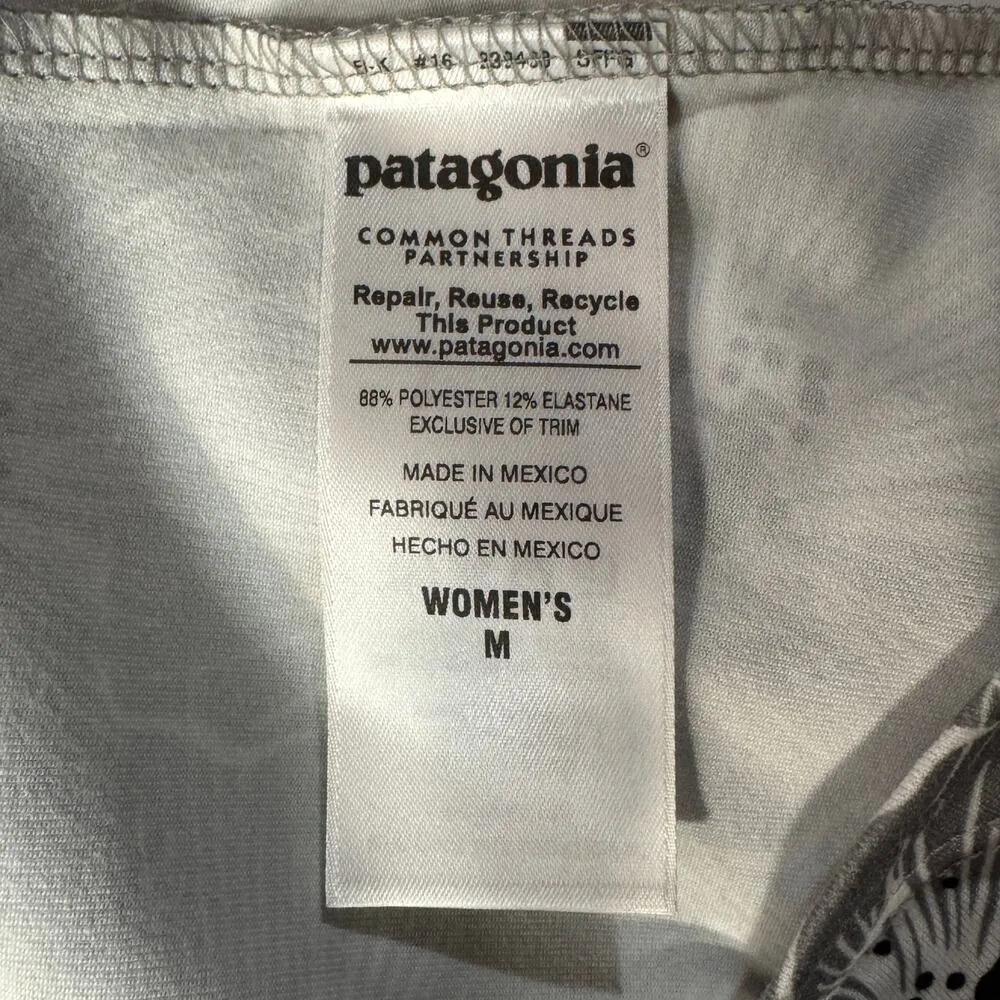 #16
patagonia®
COMMON THREADS
PARTNERSHIP
Repair, Reuse, Recycle
This Product
www.patagonia.com
88% POLYESTER 12% ELASTANE
EXCLUSIVE OF TRIM
MADE IN MEXICO
FABRIQUÉ AU MEXIQUE
HECHO EN MEXICO
WOMEN'S
M